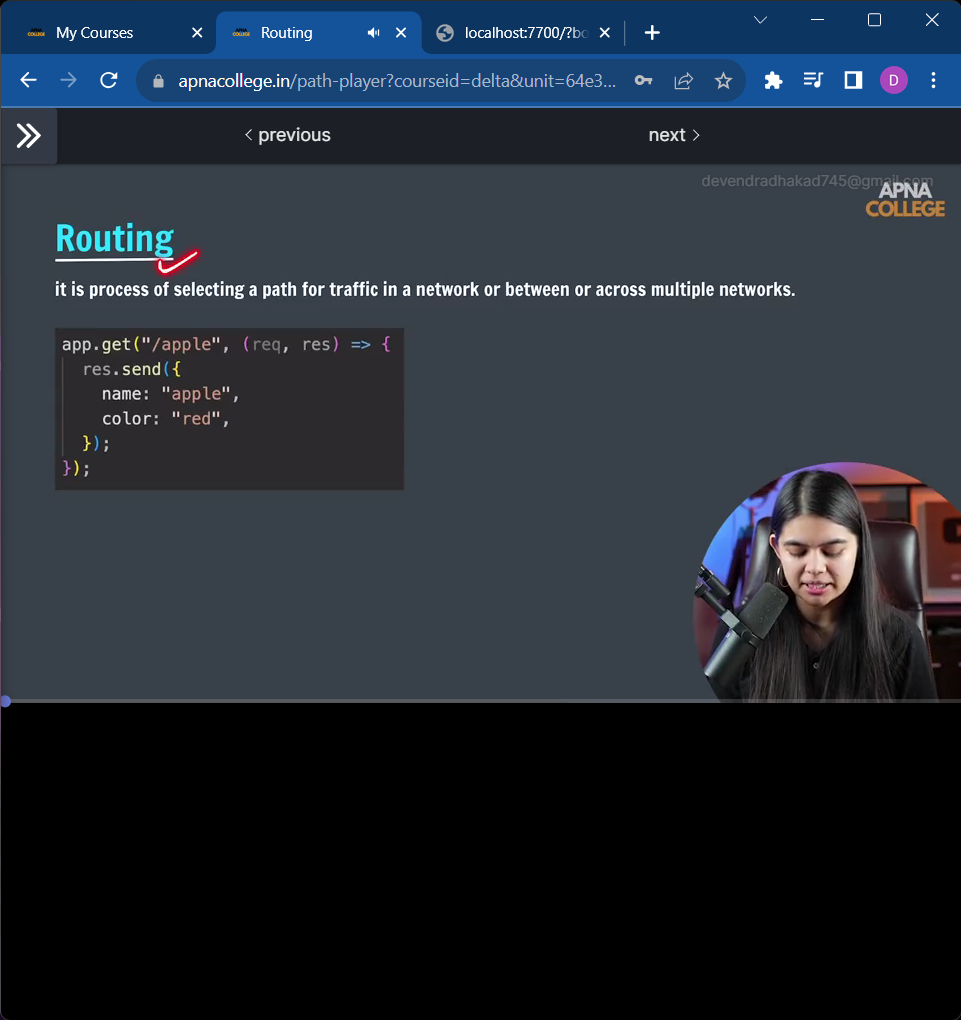 My Courses
Routing
localhost:7700/?bo
apnacollege.in/path-player?courseid=delta&unit=64e3...
D
previous
next
devendradhakad745@gmail.com
APNA
COLLEGE
Routing
it is process of selecting a path for traffic in a network or between or across multiple networks.
app.get("/apple", (req, res) => {
res.send({
name: "apple",
color: "red",
});
});